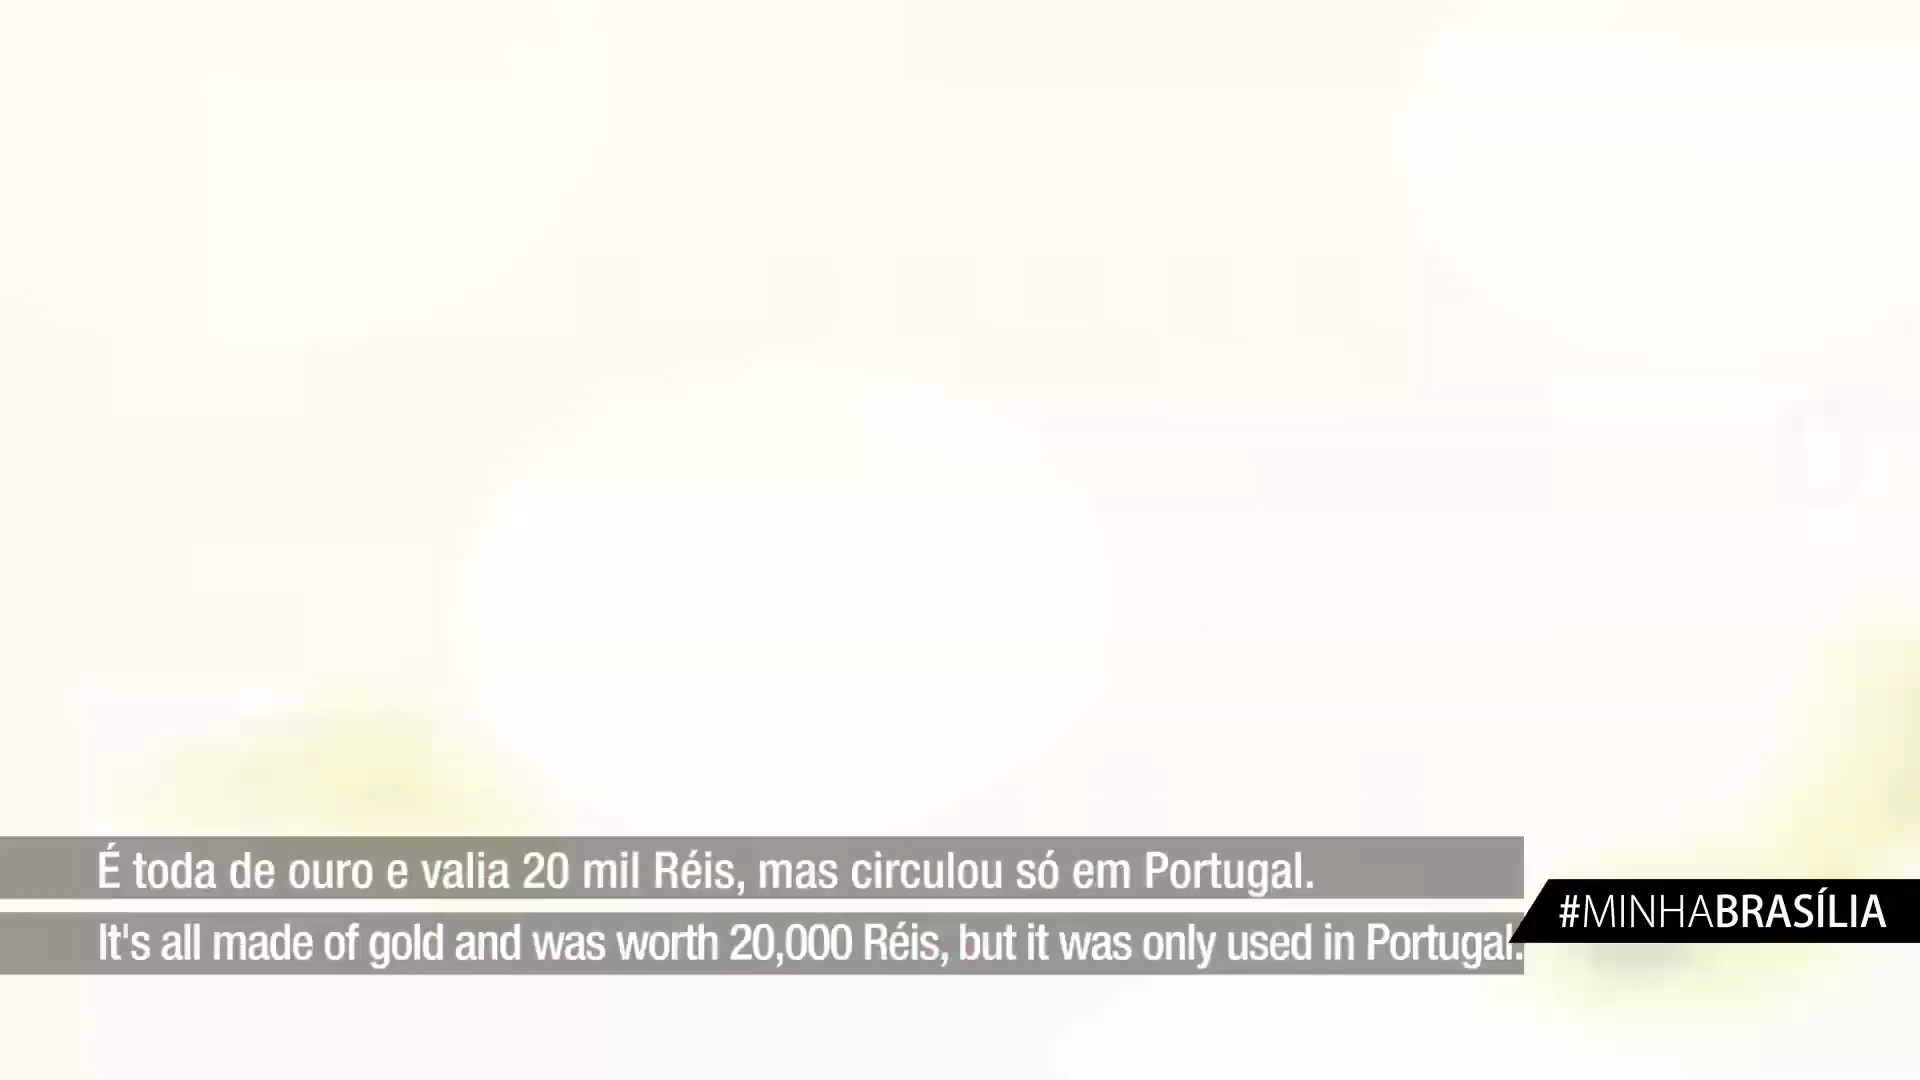 É toda de ouro e valia 20 mil Réis, mas circulou só em Portugal.
It's all made of gold and was worth 20,000 Réis, but it was only used in Portugal.
#MINHABRASÍLIA